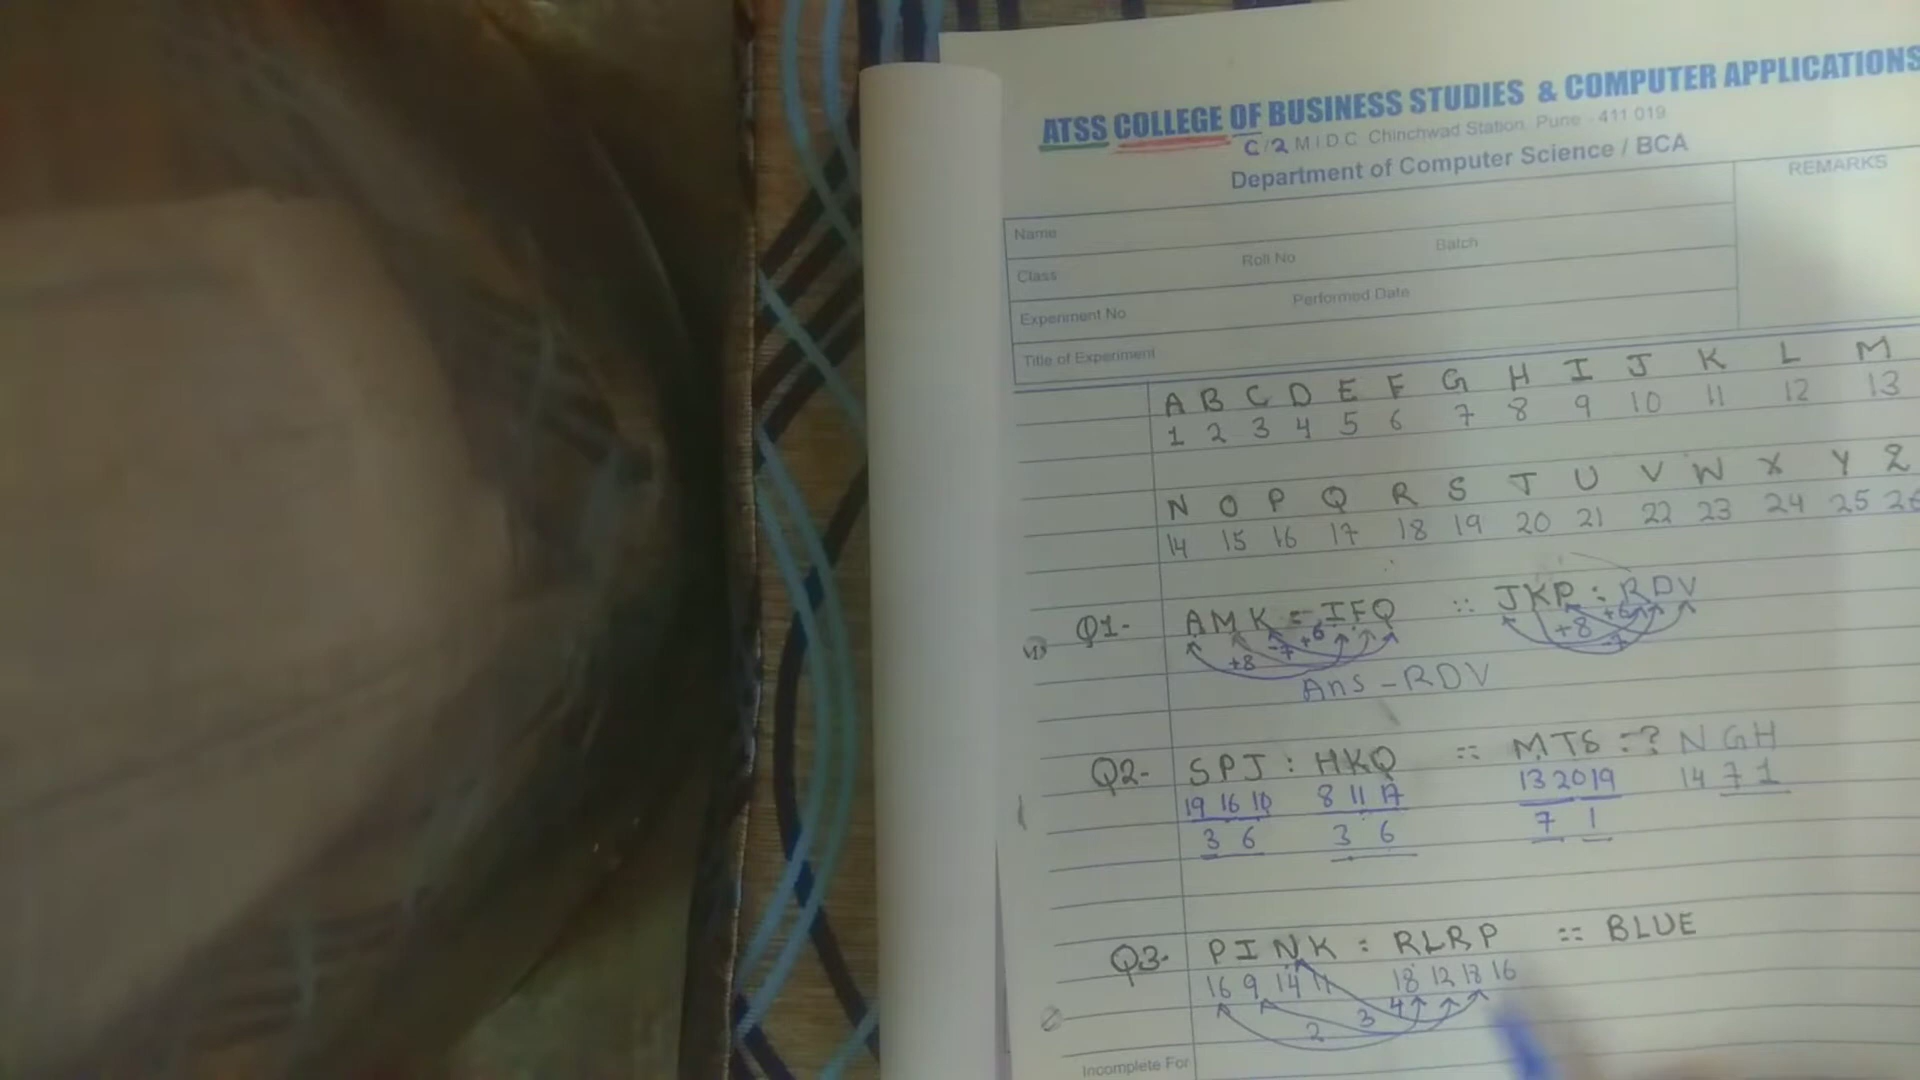 ATSS COLLEGE OF BUSINESS STUDIES & COMPUTER APPLICATIONS
C/2 M I D C Chinchwad Station, Pune - 411 019
Department of Computer Science / BCA
REMARKS
Name
Class Roll No Batch
Experiment No Performed Date
Title of Experiment
A B C D E F G H I J K L M
1 2 3 4 5 6 7 8 9 10 11 12 13
N O P Q R S T U V W X Y Z
14 15 16 17 18 19 20 21 22 23 24 25 26
Q1- AMK = IFQ :: JKP : RDV
+8 -7 +6 +8 -7 +6
Ans - RDV
Q2- SPJ : HKQ :: MTS :? NGH
19 16 10 8 11 17 13 20 19 14 7 1
3 6 3 6 7 1
Q3- PINK : RLRP :: BLUE
16 9 14 11 18 12 18 16
2 3 4
Incomplete For